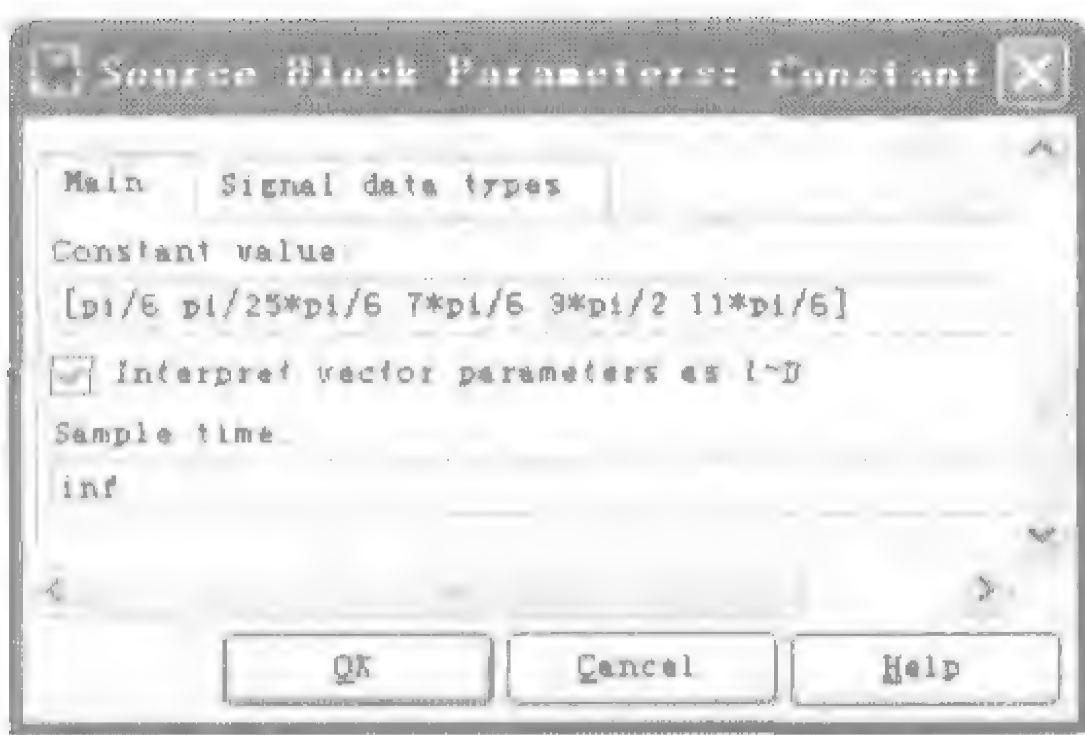 Source Block Parameters: Constant
Main Signal data types
Constant value:
[pi/6 pi/25*pi/6 7*pi/6 9*pi/2 11*pi/6]
Interpret vector parameters as 1-D
Sample time:
inf
OK Cancel Help